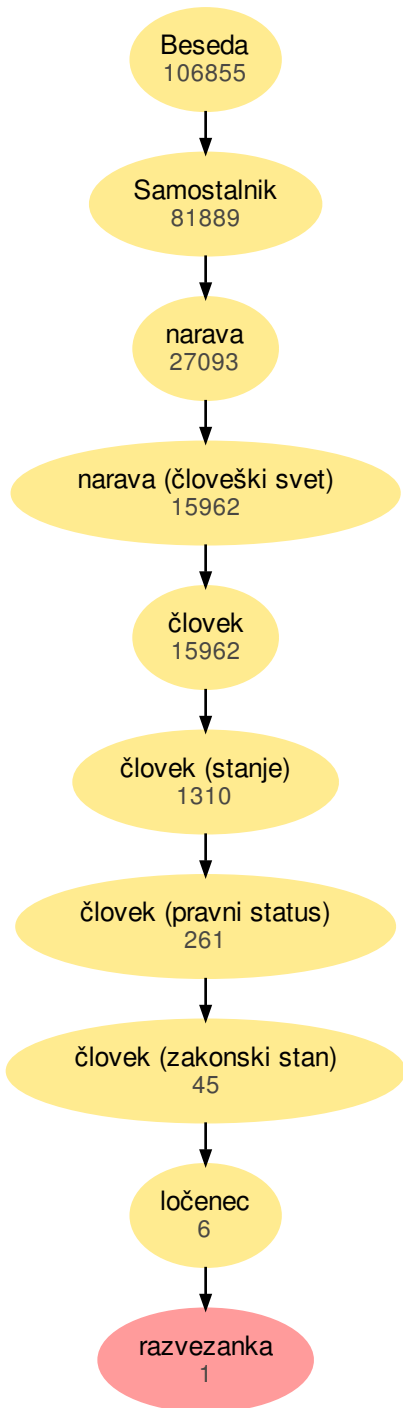 Beseda
106855
Samostalnik
81889
narava
27093
narava (človeški svet)
15962
človek
15962
človek (stanje)
1310
človek (pravni status)
261
človek (zakonski stan)
45
ločenec
6
razvezanka
1